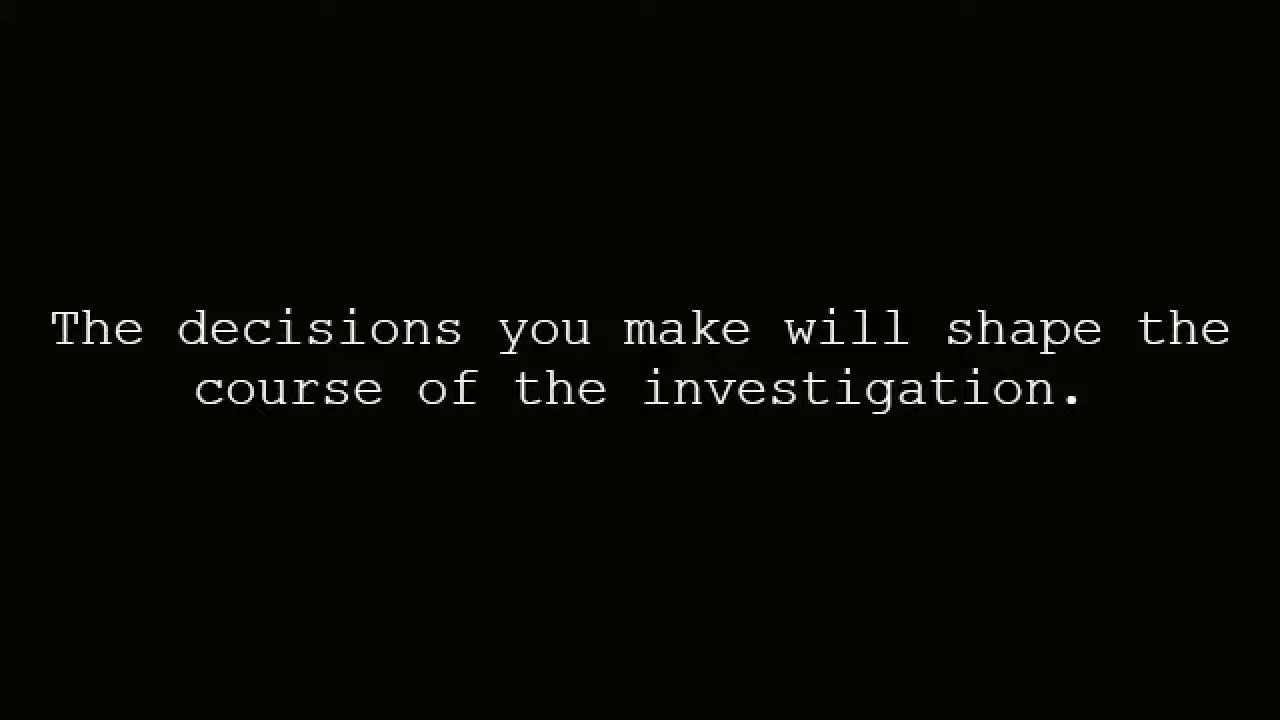 The decisions you make will shape the
course of the investigation.